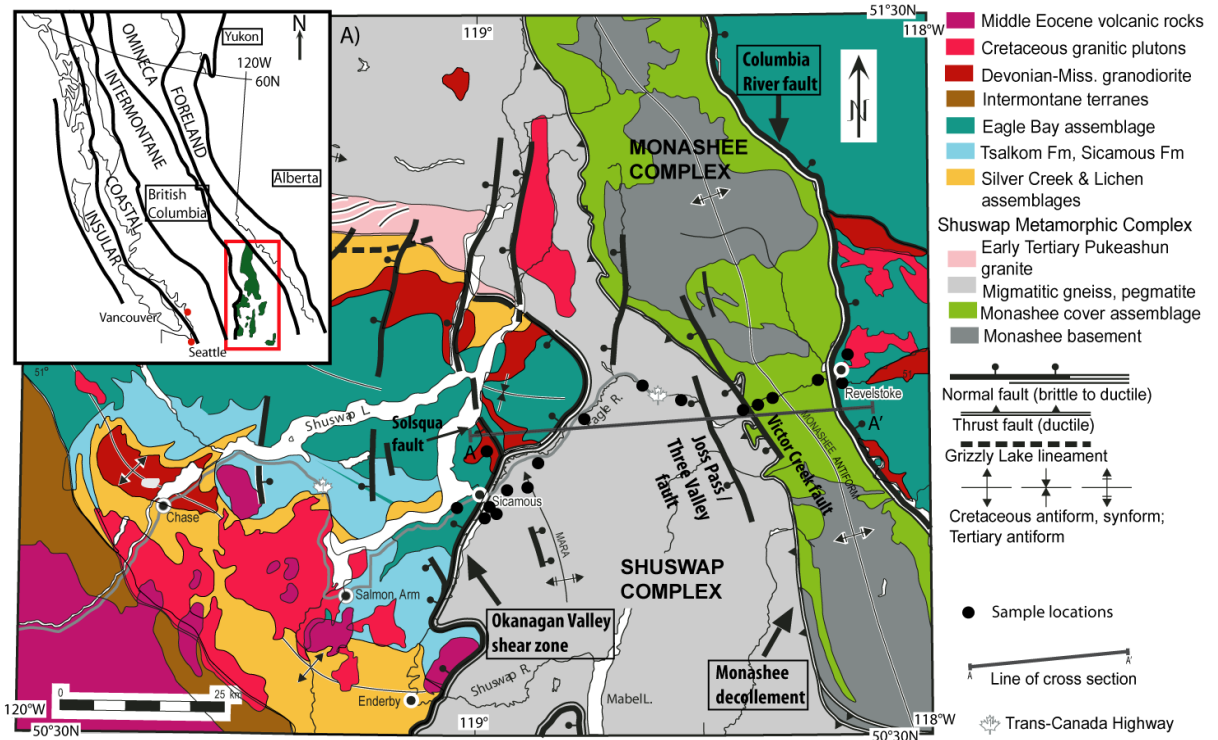 Yukon
N
120W
60N
OMINECA
INTERMONTANE
FORELAND
COASTAL
INSULAR
British
Columbia
Alberta
Vancouver
Seattle
A)
119°
51°30N
118°W
Columbia
River fault
N
MONASHEE
COMPLEX
51°
51
Revelstoke
Shuswap L.
Solsqua
fault
Eagle R.
A
A'
Joss Pass /
Three Valley
fault
Victor Creek fault
MONASHEE ANTIFORM
Sicamous
Chase
MARA
Salmon Arm
SHUSWAP
COMPLEX
Okanagan Valley
shear zone
Monashee
decollement
Shuswap R.
Mabel L.
Enderby
0
25 km
120°W
50°30N
119°
118°W
50°30N
Middle Eocene volcanic rocks
Cretaceous granitic plutons
Devonian-Miss. granodiorite
Intermontane terranes
Eagle Bay assemblage
Tsalkom Fm, Sicamous Fm
Silver Creek & Lichen
assemblages
Shuswap Metamorphic Complex
Early Tertiary Pukeashun
granite
Migmatitic gneiss, pegmatite
Monashee cover assemblage
Monashee basement
Normal fault (brittle to ductile)
Thrust fault (ductile)
Grizzly Lake lineament
Cretaceous antiform, synform;
Tertiary antiform
Sample locations
A
A'
Line of cross section
Trans-Canada Highway